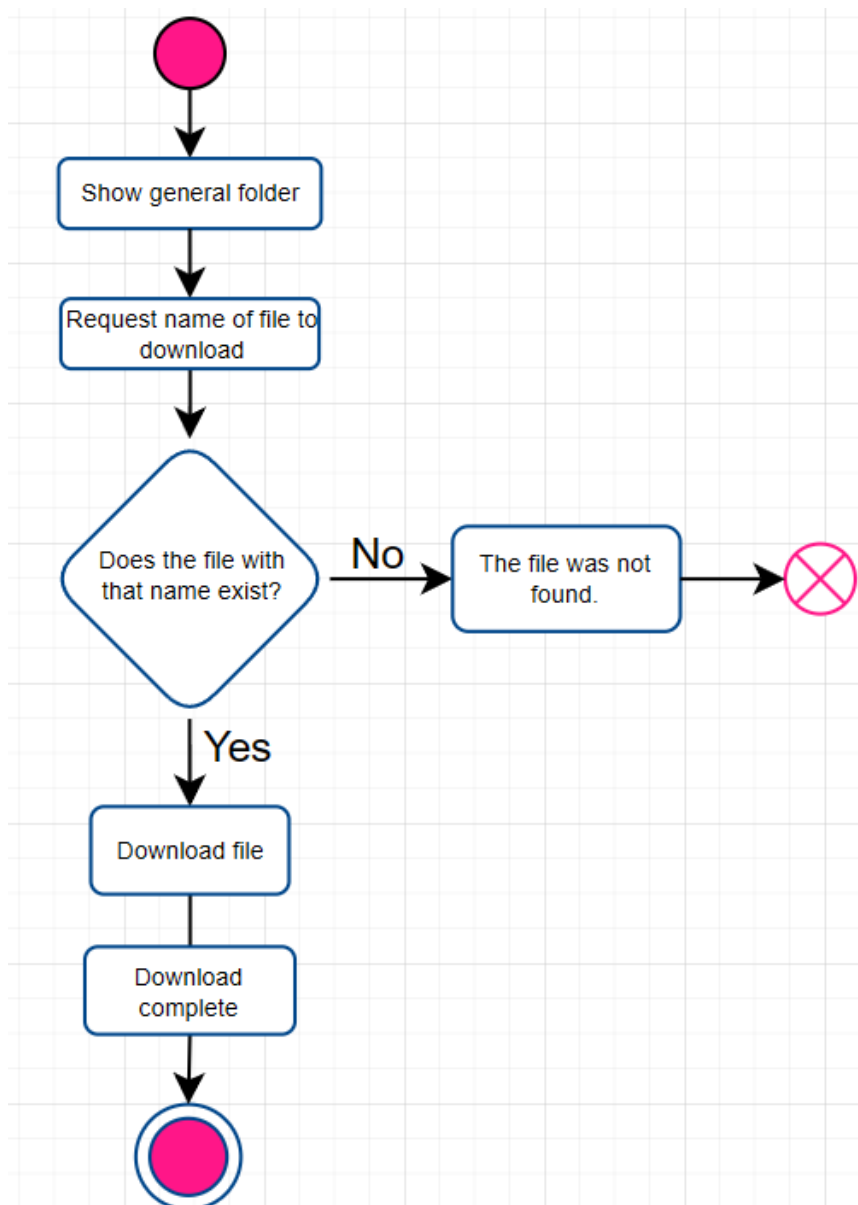 Show general folder
Request name of file to
download
Does the file with
that name exist?
No
The file was not
found.
Yes
Download file
Download
complete